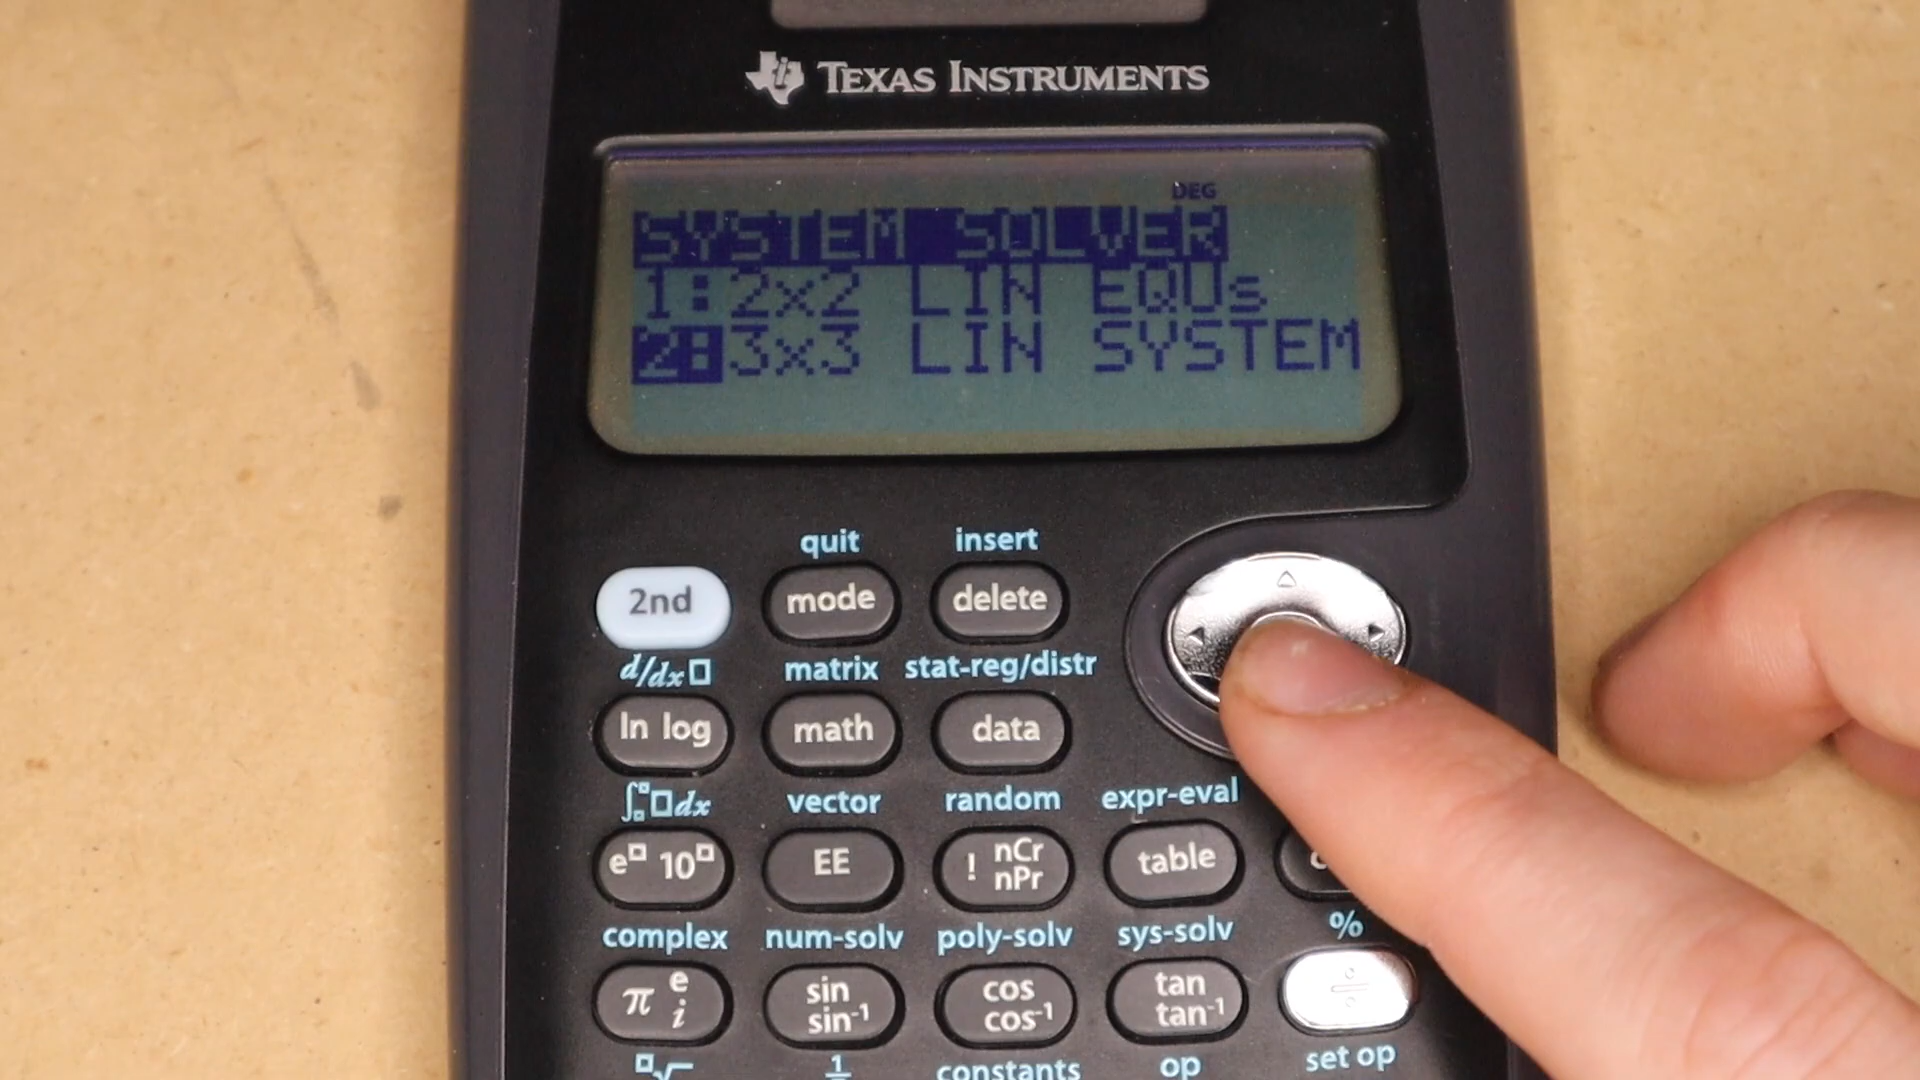 TEXAS INSTRUMENTS
DEG
SYSTEM SOLVER
1:2x2 LIN EQUs
2:3x3 LIN SYSTEM
quit insert
2nd mode delete
d/dx□ matrix stat-reg/distr
ln log math data
∫□dx vector random expr-eval
e□ 10□ EE ! nCr nPr table
complex num-solv poly-solv sys-solv %
π e i sin sin-1 cos cos-1 tan tan-1 ÷
□√ constants op set op